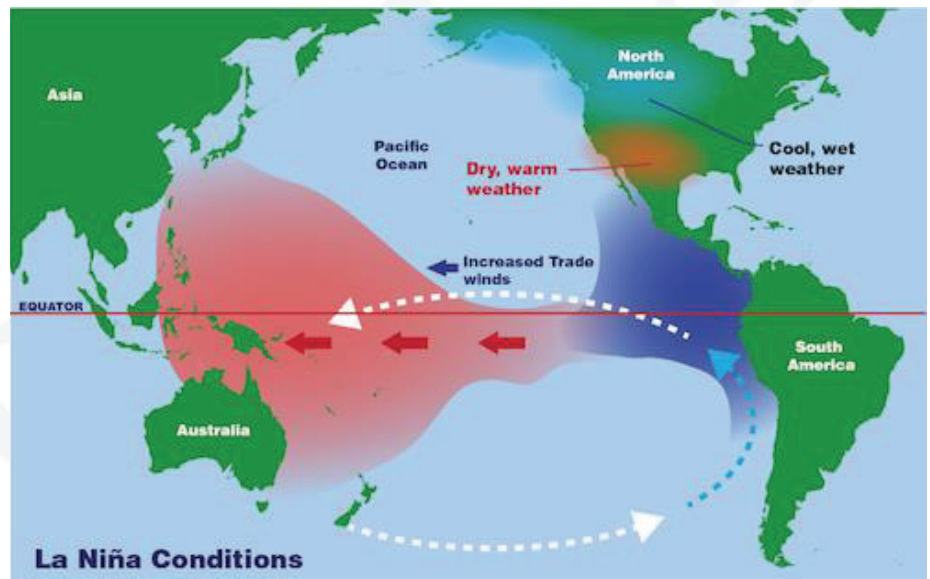 North
America
Asia
Pacific
Ocean
Cool, wet
weather
Dry, warm
weather
Increased Trade
winds
EQUATOR
South
America
Australia
La Niña Conditions